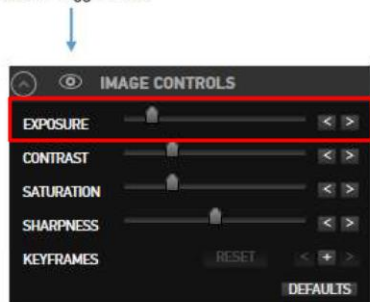 IMAGE CONTROLS
EXPOSURE < >
CONTRAST < >
SATURATION < >
SHARPNESS < >
KEYFRAMES RESET < + >
DEFAULTS